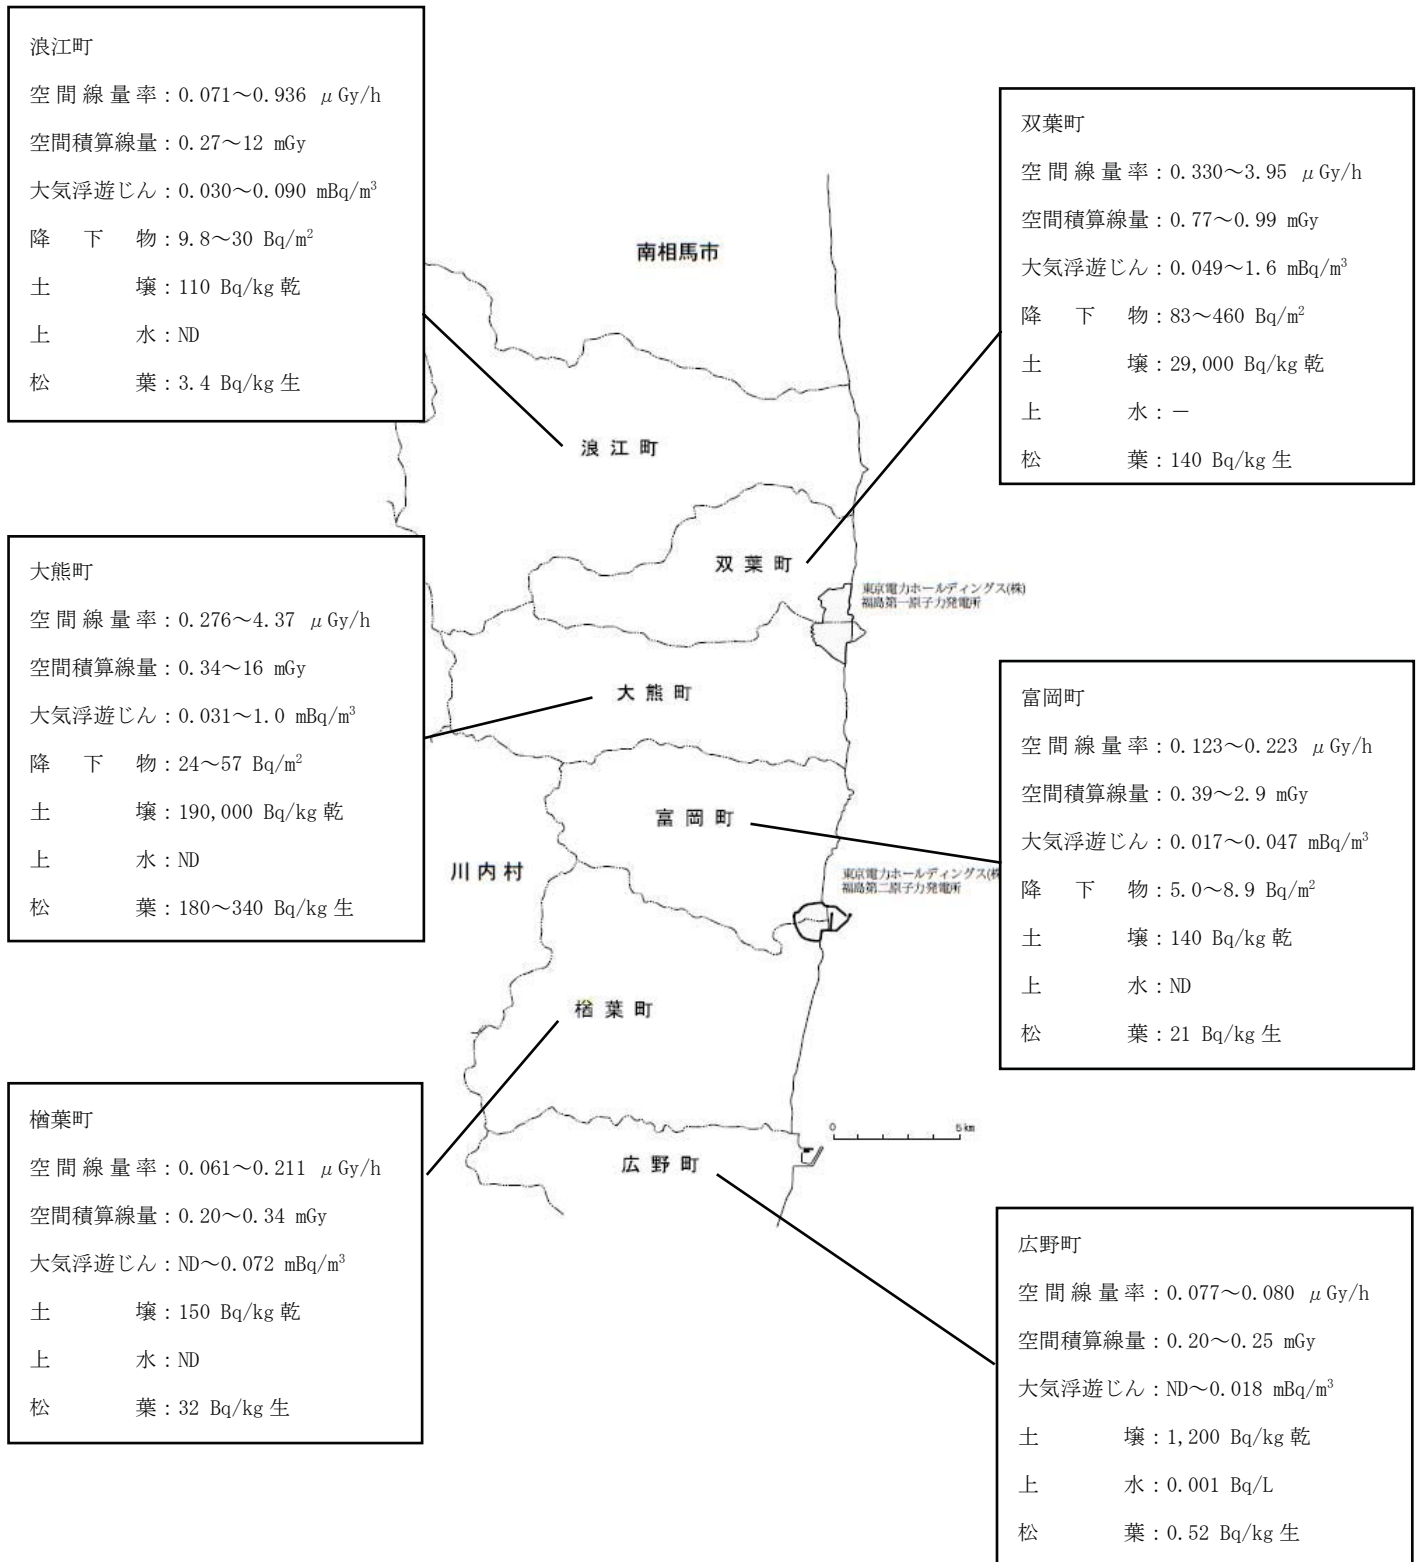 浪江町
空間線量率：0.071～0.936 μGy/h
空間積算線量：0.27～12 mGy
大気浮遊じん：0.030～0.090 mBq/m³
降下物：9.8～30 Bq/m²
土壌：110 Bq/kg 乾
上水：ND
松葉：3.4 Bq/kg 生
双葉町
空間線量率：0.330～3.95 μGy/h
空間積算線量：0.77～0.99 mGy
大気浮遊じん：0.049～1.6 mBq/m³
降下物：83～460 Bq/m²
土壌：29,000 Bq/kg 乾
上水：－
松葉：140 Bq/kg 生
南相馬市
浪江町
双葉町
東京電力ホールディングス(株)
福島第一原子力発電所
大熊町
空間線量率：0.276～4.37 μGy/h
空間積算線量：0.34～16 mGy
大気浮遊じん：0.031～1.0 mBq/m³
降下物：24～57 Bq/m²
土壌：190,000 Bq/kg 乾
上水：ND
松葉：180～340 Bq/kg 生
大熊町
富岡町
空間線量率：0.123～0.223 μGy/h
空間積算線量：0.39～2.9 mGy
大気浮遊じん：0.017～0.047 mBq/m³
降下物：5.0～8.9 Bq/m²
土壌：140 Bq/kg 乾
上水：ND
松葉：21 Bq/kg 生
富岡町
川内村
東京電力ホールディングス(株
福島第二原子力発電所
楢葉町
楢葉町
空間線量率：0.061～0.211 μGy/h
空間積算線量：0.20～0.34 mGy
大気浮遊じん：ND～0.072 mBq/m³
土壌：150 Bq/kg 乾
上水：ND
松葉：32 Bq/kg 生
0 5km
広野町
広野町
空間線量率：0.077～0.080 μGy/h
空間積算線量：0.20～0.25 mGy
大気浮遊じん：ND～0.018 mBq/m³
土壌：1,200 Bq/kg 乾
上水：0.001 Bq/L
松葉：0.52 Bq/kg 生